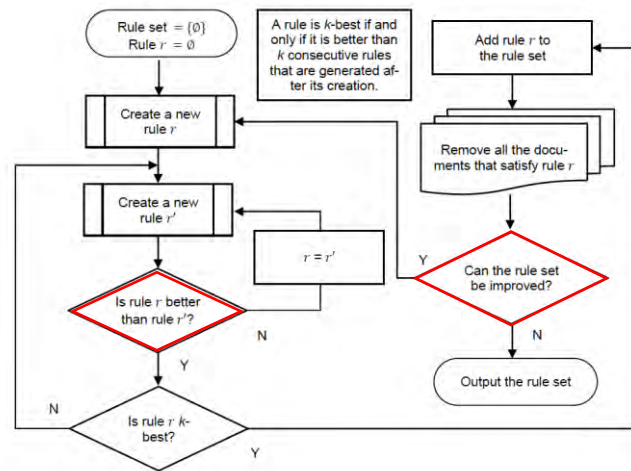 Rule set = {∅}
Rule r = ∅
A rule is k-best if and
only if it is better than
k consecutive rules
that are generated af-
ter its creation.
Add rule r to
the rule set
Create a new
rule r
Remove all the docu-
ments that satisfy rule r
Create a new
rule r′
r = r′
Y
Can the rule set
be improved?
Is rule r better
than rule r′?
N
N
Y
Output the rule set
N
Is rule r k-
best?
Y